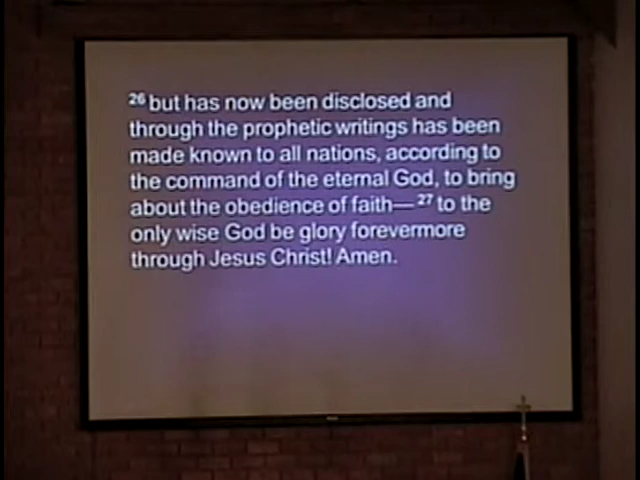 26 but has now been disclosed and
through the prophetic writings has been
made known to all nations, according to
the command of the eternal God, to bring
about the obedience of faith— 27 to the
only wise God be glory forevermore
through Jesus Christ! Amen.